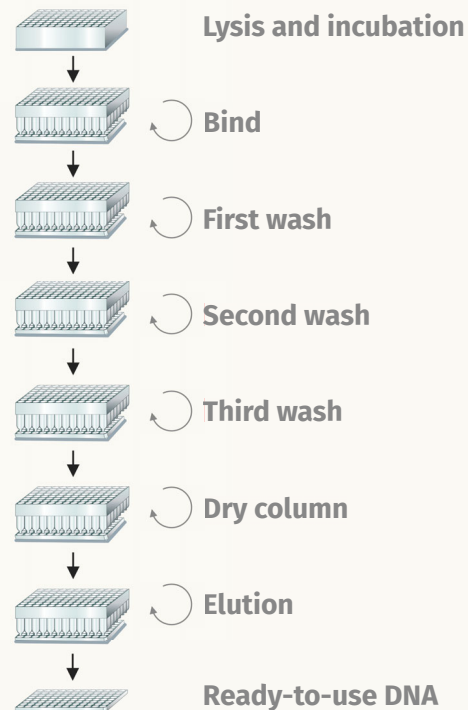 Lysis and incubation
Bind
First wash
Second wash
Third wash
Dry column
Elution
Ready-to-use DNA